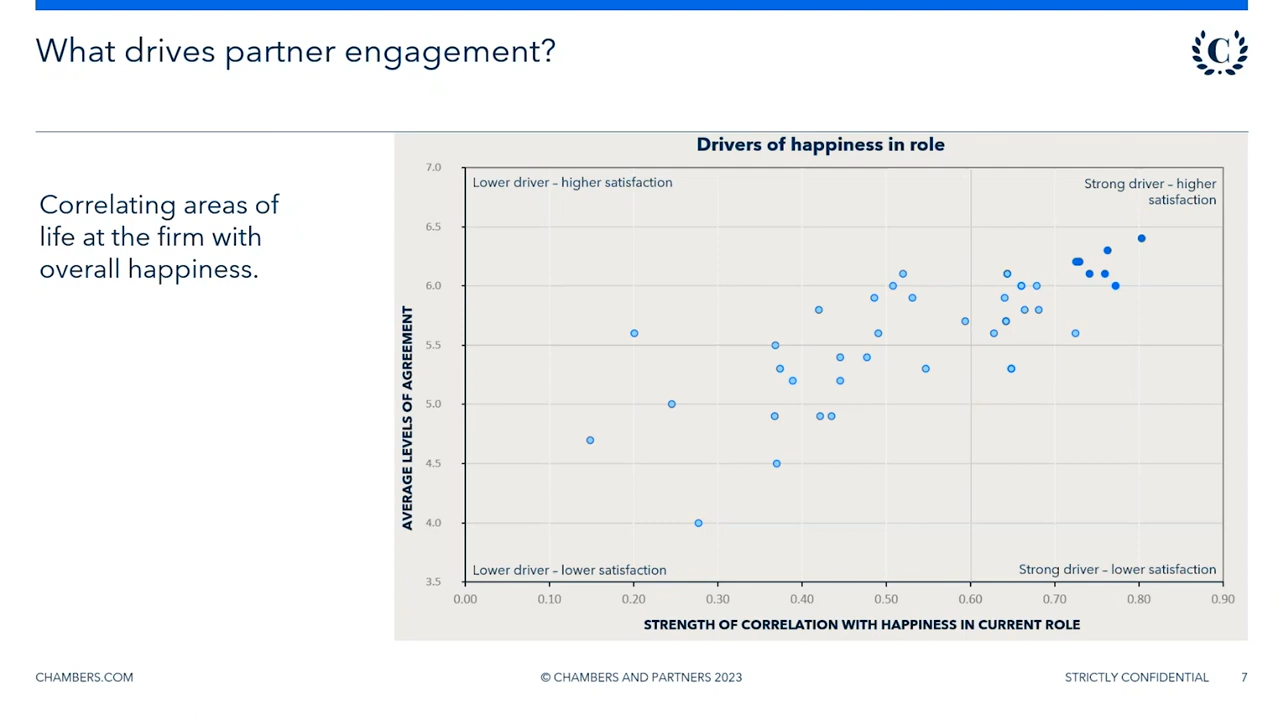 What drives partner engagement?
C
Correlating areas of
life at the firm with
overall happiness.
Drivers of happiness in role
7.0
Lower driver – higher satisfaction
Strong driver – higher
satisfaction
6.5
6.0
5.5
5.0
4.5
4.0
3.5
AVERAGE LEVELS OF AGREEMENT
Lower driver – lower satisfaction
Strong driver – lower satisfaction
0.00 0.10 0.20 0.30 0.40 0.50 0.60 0.70 0.80 0.90
STRENGTH OF CORRELATION WITH HAPPINESS IN CURRENT ROLE
CHAMBERS.COM
© CHAMBERS AND PARTNERS 2023
STRICTLY CONFIDENTIAL 7